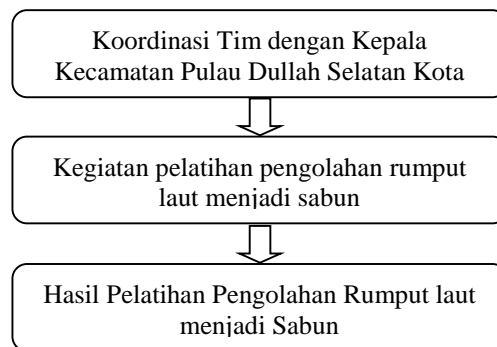 Koordinasi Tim dengan Kepala
Kecamatan Pulau Dullah Selatan Kota
Kegiatan pelatihan pengolahan rumput
laut menjadi sabun
Hasil Pelatihan Pengolahan Rumput laut
menjadi Sabun